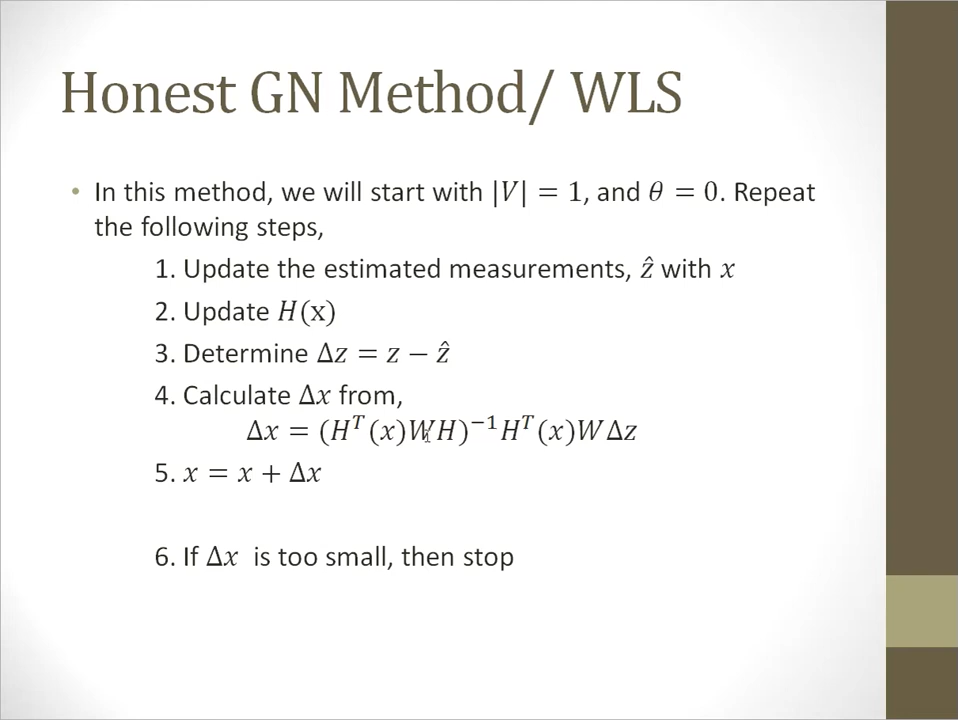 Honest GN Method/ WLS
• In this method, we will start with |V| = 1, and θ = 0. Repeat
the following steps,
1. Update the estimated measurements, ẑ with x
2. Update H(x)
3. Determine Δz = z − ẑ
4. Calculate Δx from,
Δx = (Hᵀ(x)WH)⁻¹Hᵀ(x)WΔz
5. x = x + Δx
6. If Δx is too small, then stop